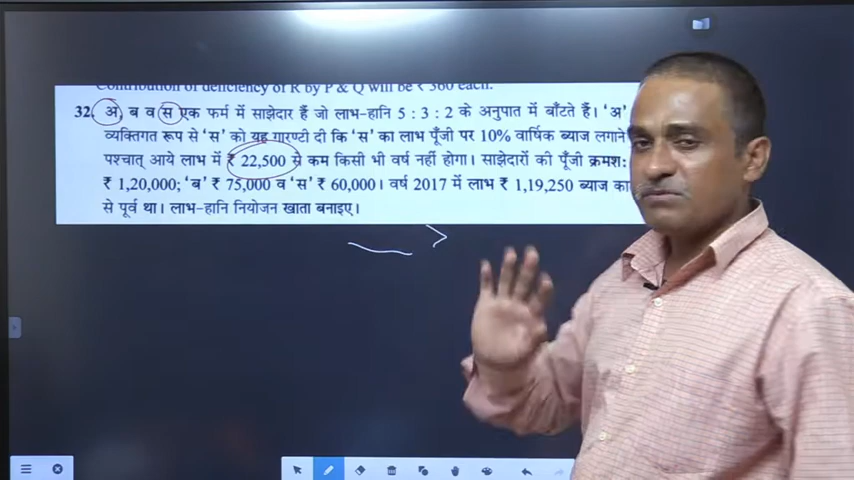 Contribution of deficiency of R by P & Q will be ₹ 360 each.
32. अ, ब व स एक फर्म में साझेदार हैं जो लाभ-हानि 5 : 3 : 2 के अनुपात में बाँटते हैं। 'अ'
व्यक्तिगत रूप से 'स' को यह गारण्टी दी कि 'स' का लाभ पूँजी पर 10% वार्षिक ब्याज लगाने
पश्चात् आये लाभ में ₹ 22,500 से कम किसी भी वर्ष नहीं होगा। साझेदारों की पूँजी क्रमशः
₹ 1,20,000; 'ब' ₹ 75,000 व 'स' ₹ 60,000। वर्ष 2017 में लाभ ₹ 1,19,250 ब्याज का
से पूर्व था। लाभ-हानि नियोजन खाता बनाइए।